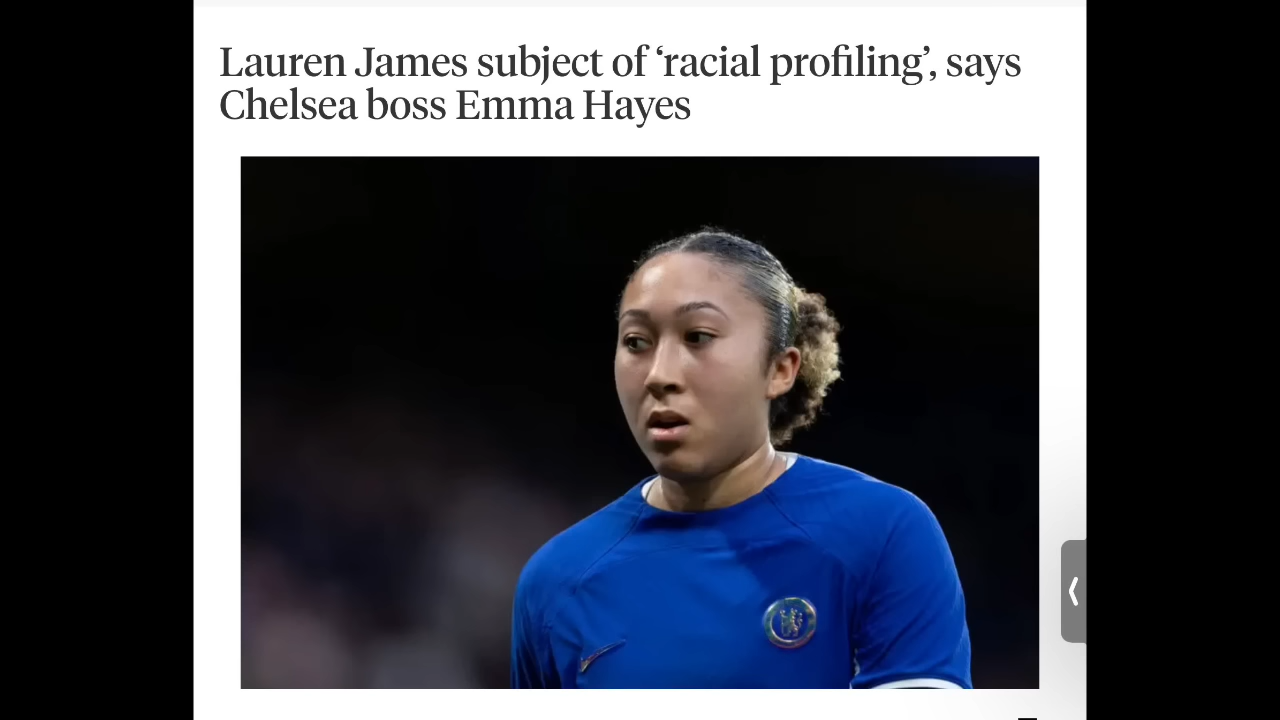 Lauren James subject of ‘racial profiling’, says
Chelsea boss Emma Hayes